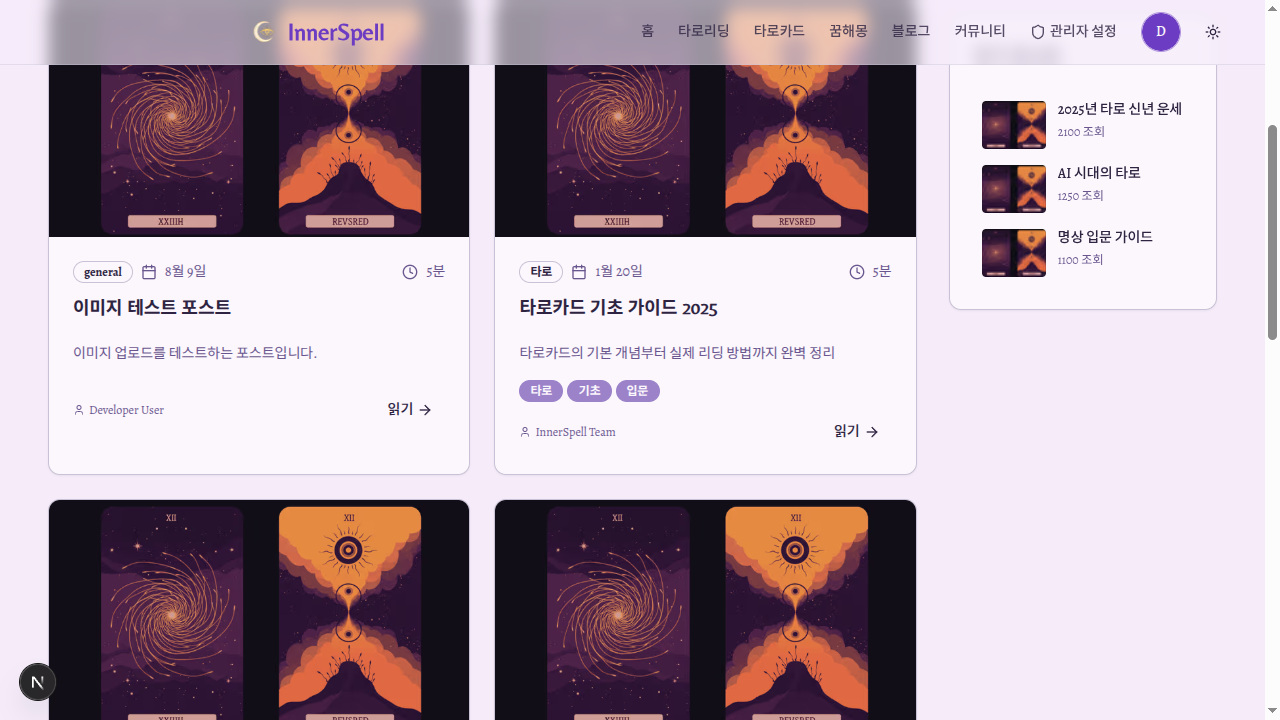 InnerSpell
홈
타로리딩
타로카드
꿈해몽
블로그
커뮤니티
관리자 설정
D
XXIIIH
REVSRED
XXIIIH
REVSRED
general
8월 9일
5분
이미지 테스트 포스트
이미지 업로드를 테스트하는 포스트입니다.
Developer User
읽기
타로
1월 20일
5분
타로카드 기초 가이드 2025
타로카드의 기본 개념부터 실제 리딩 방법까지 완벽 정리
타로
기초
입문
InnerSpell Team
읽기
2025년 타로 신년 운세
2100 조회
AI 시대의 타로
1250 조회
명상 입문 가이드
1100 조회
XII
XII
XII
XII
N